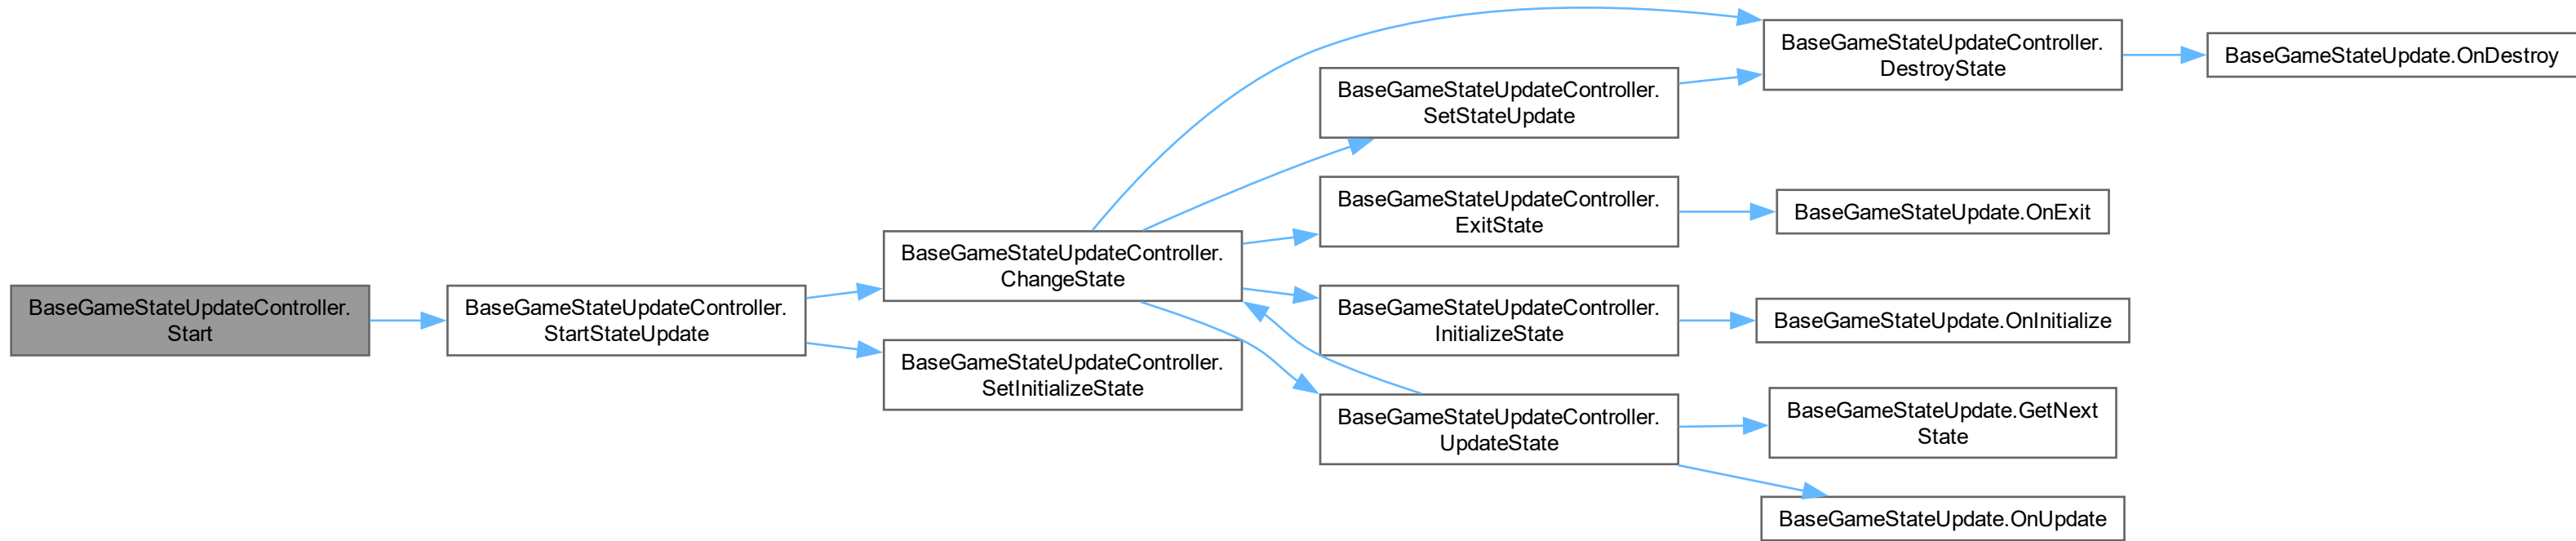 BaseGameStateUpdateController.
Start
BaseGameStateUpdateController.
StartStateUpdate
BaseGameStateUpdateController.
ChangeState
BaseGameStateUpdateController.
SetInitializeState
BaseGameStateUpdateController.
SetStateUpdate
BaseGameStateUpdateController.
ExitState
BaseGameStateUpdateController.
InitializeState
BaseGameStateUpdateController.
UpdateState
BaseGameStateUpdateController.
DestroyState
BaseGameStateUpdate.OnExit
BaseGameStateUpdate.OnInitialize
BaseGameStateUpdate.GetNext
State
BaseGameStateUpdate.OnUpdate
BaseGameStateUpdate.OnDestroy